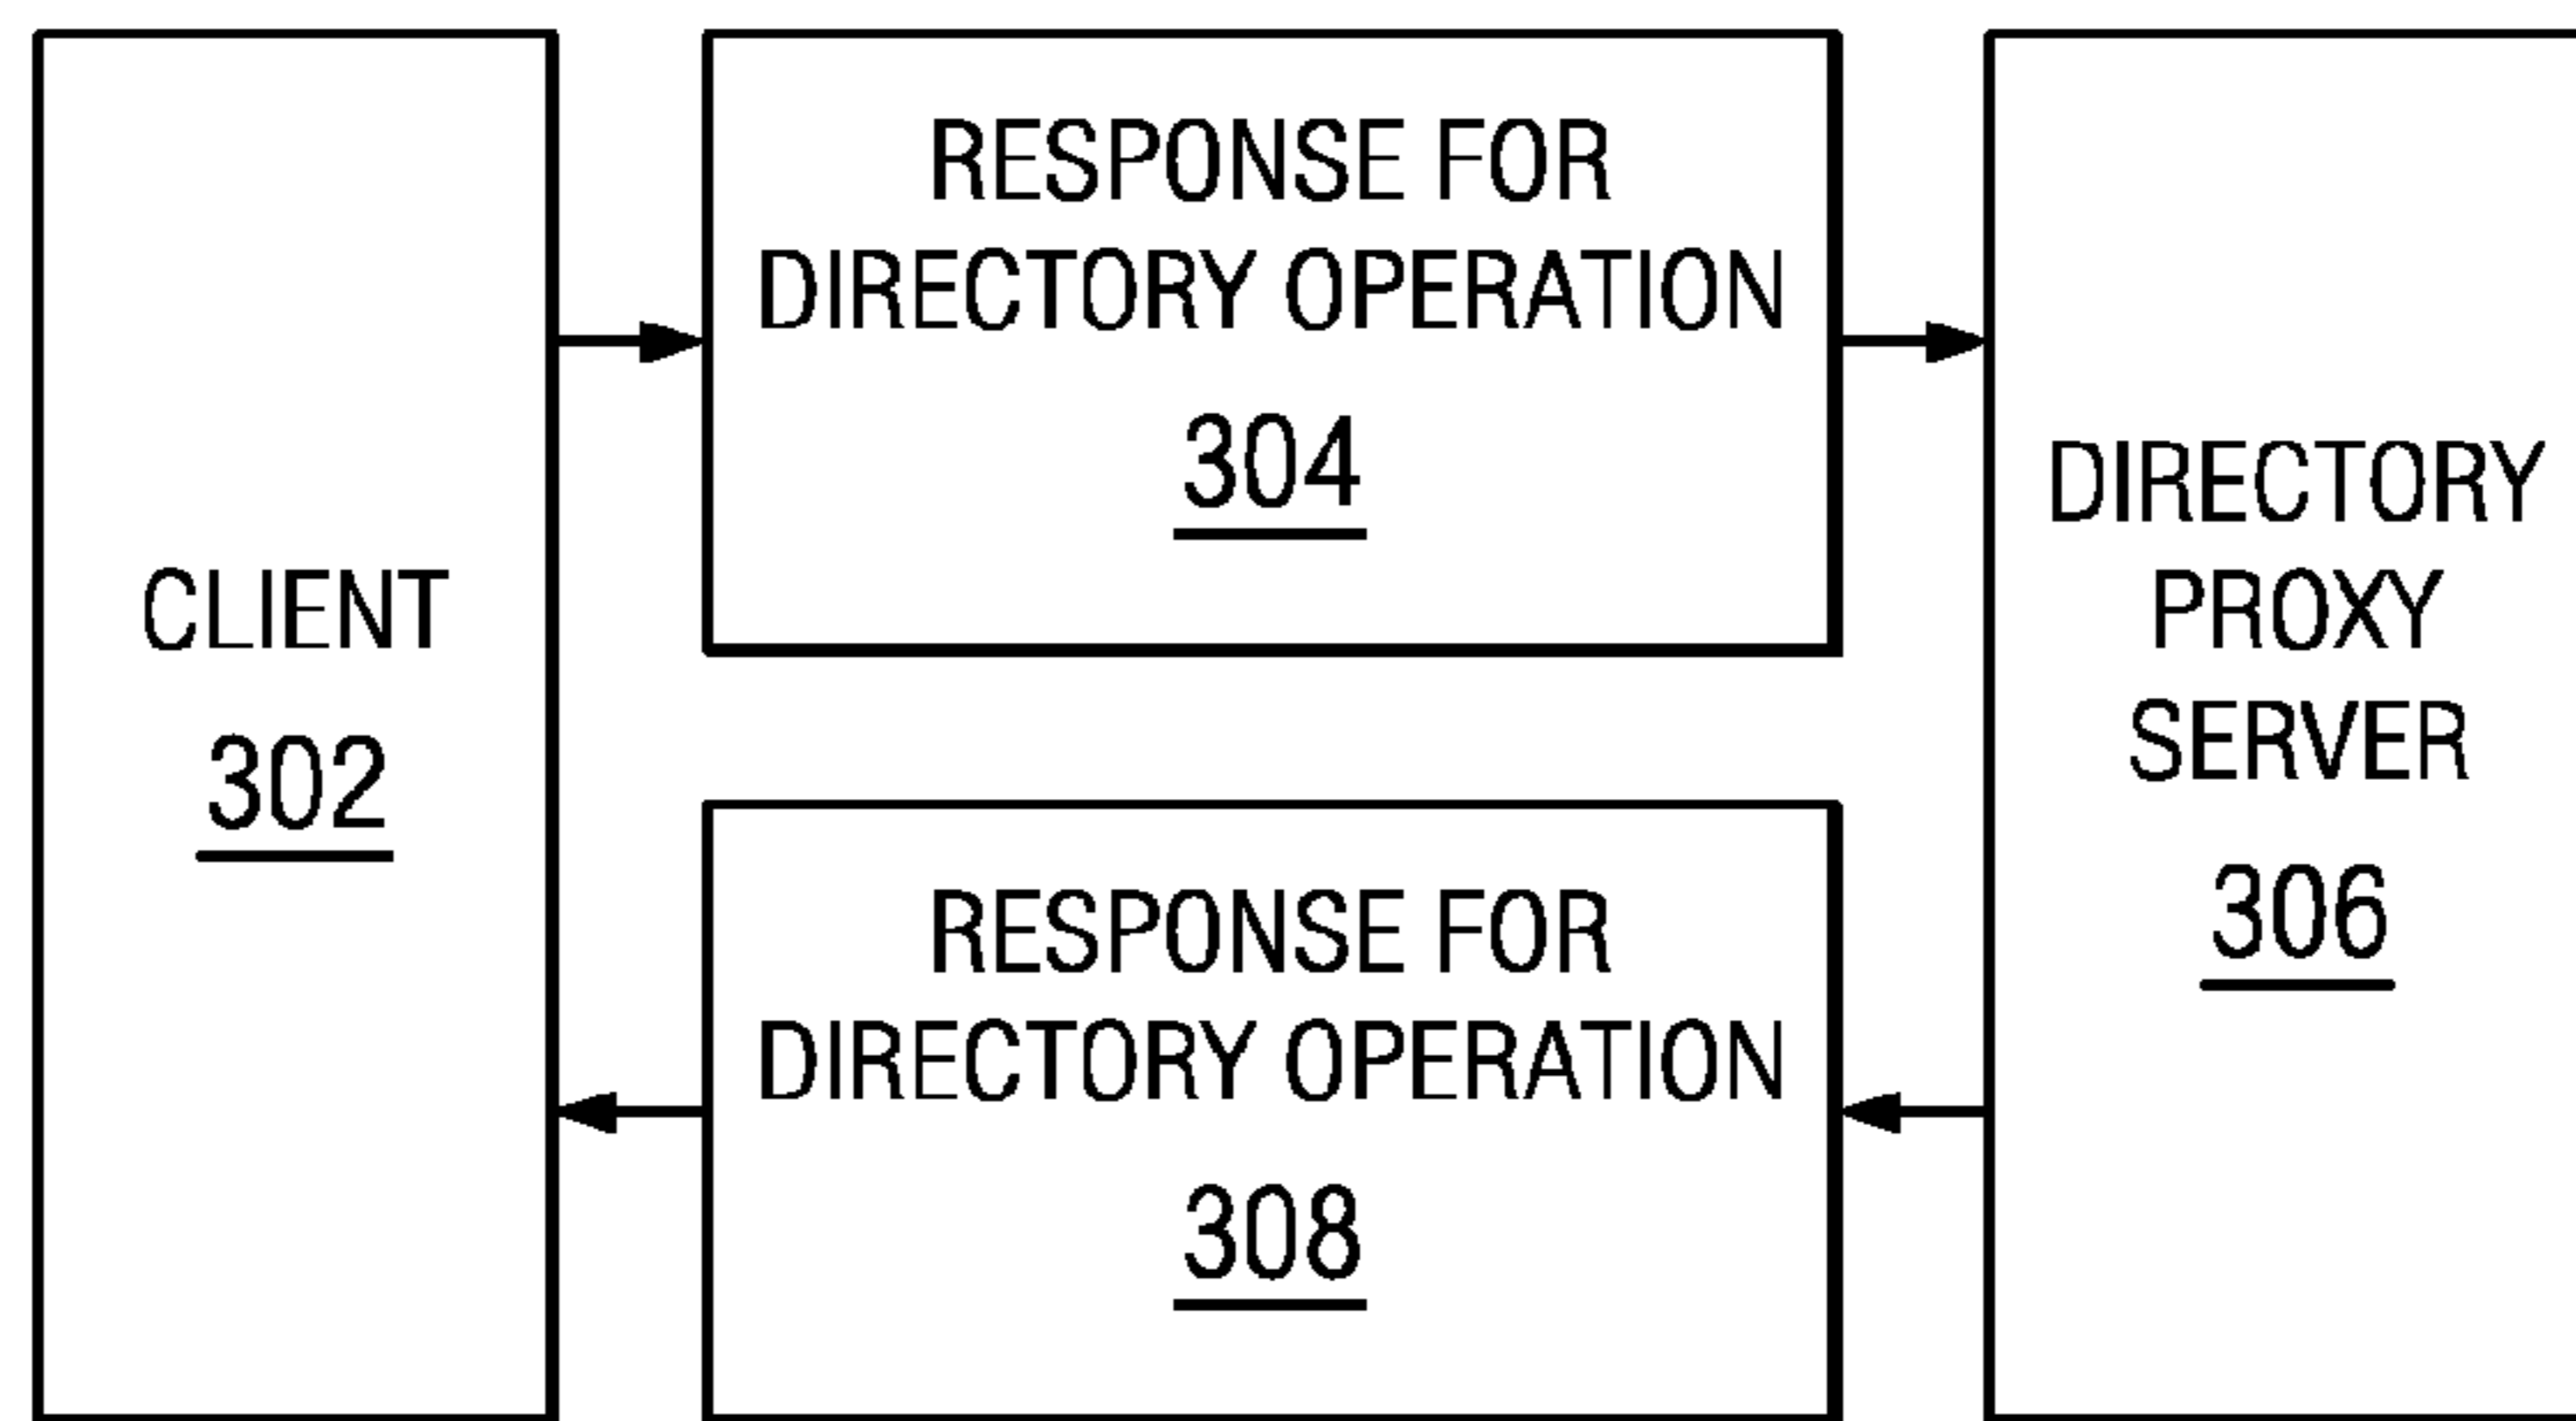 CLIENT
302
RESPONSE FOR
DIRECTORY OPERATION
304
RESPONSE FOR
DIRECTORY OPERATION
308
DIRECTORY
PROXY
SERVER
306